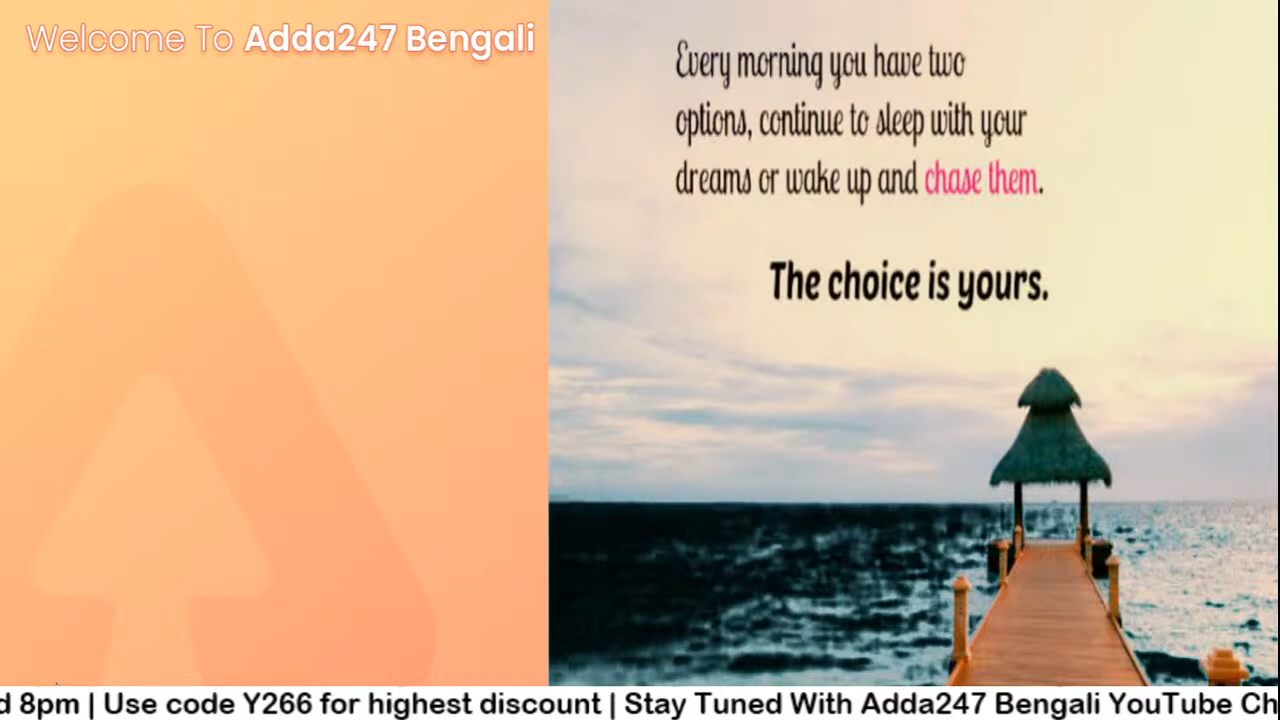 Welcome To Adda247 Bengali
Every morning you have two
options, continue to sleep with your
dreams or wake up and chase them.
The choice is yours.
d 8pm | Use code Y266 for highest discount | Stay Tuned With Adda247 Bengali YouTube Ch